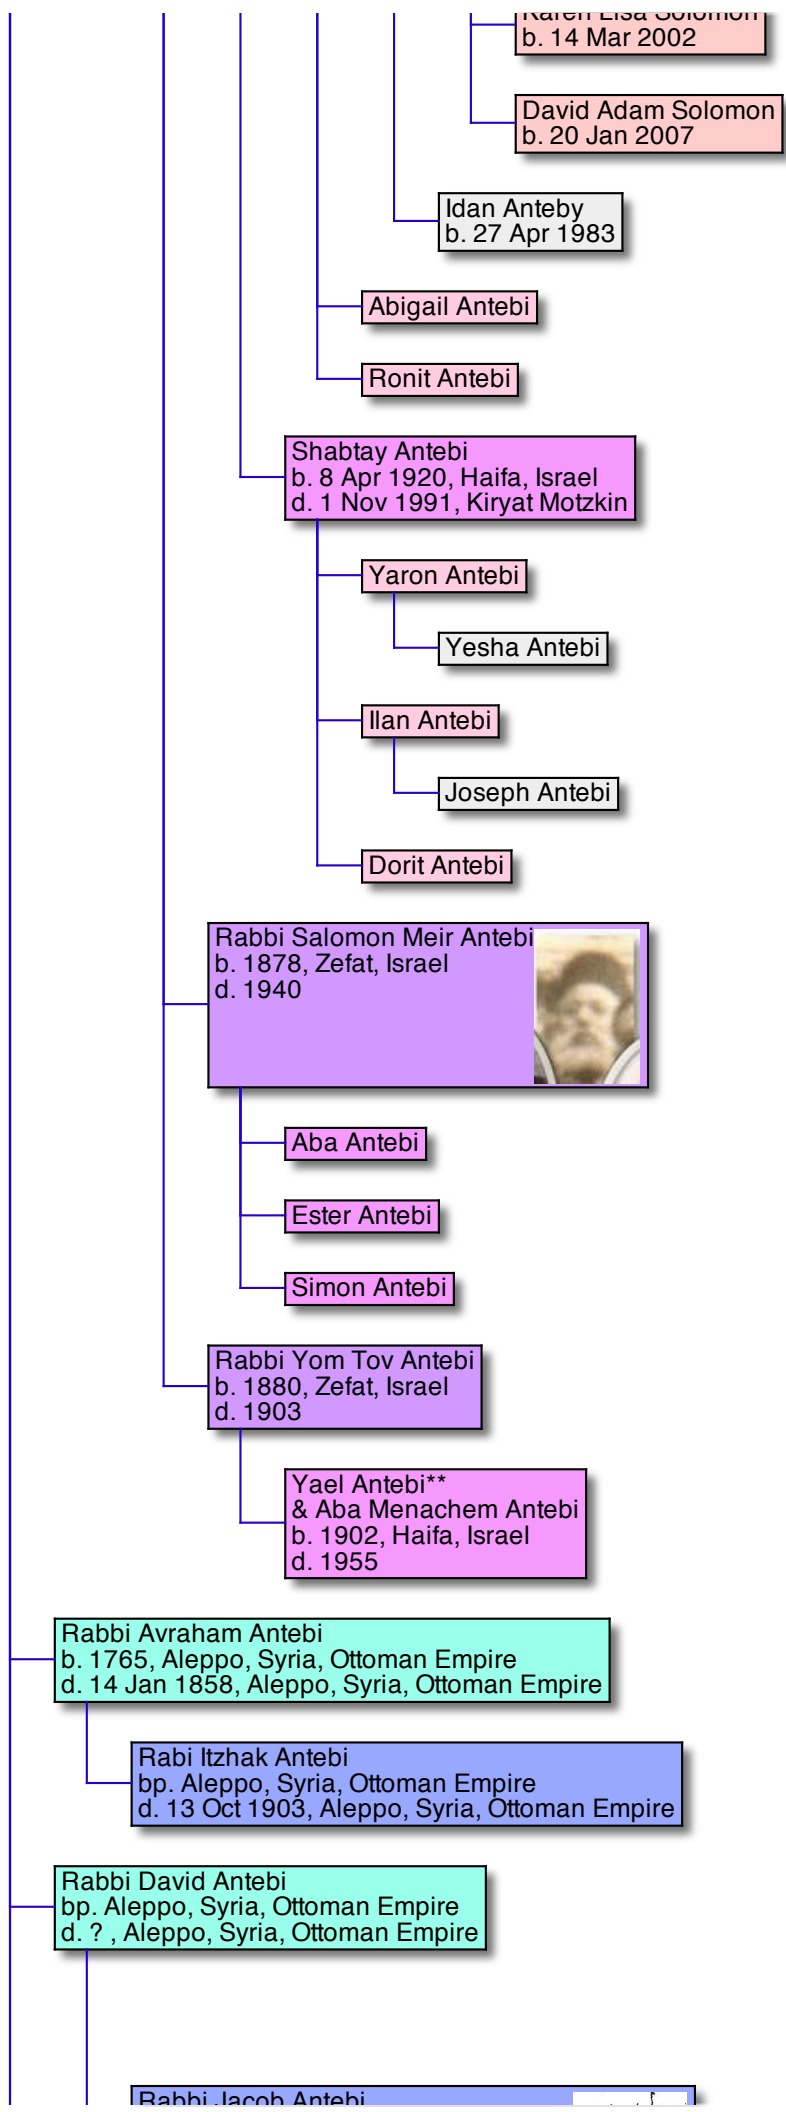 Karen Lisa Solomon
b. 14 Mar 2002
David Adam Solomon
b. 20 Jan 2007
Idan Anteby
b. 27 Apr 1983
Abigail Antebi
Ronit Antebi
Shabtay Antebi
b. 8 Apr 1920, Haifa, Israel
d. 1 Nov 1991, Kiryat Motzkin
Yaron Antebi
Yesha Antebi
Ilan Antebi
Joseph Antebi
Dorit Antebi
Rabbi Salomon Meir Antebi
b. 1878, Zefat, Israel
d. 1940
Aba Antebi
Ester Antebi
Simon Antebi
Rabbi Yom Tov Antebi
b. 1880, Zefat, Israel
d. 1903
Yael Antebi**
& Aba Menachem Antebi
b. 1902, Haifa, Israel
d. 1955
Rabbi Avraham Antebi
b. 1765, Aleppo, Syria, Ottoman Empire
d. 14 Jan 1858, Aleppo, Syria, Ottoman Empire
Rabi Itzhak Antebi
bp. Aleppo, Syria, Ottoman Empire
d. 13 Oct 1903, Aleppo, Syria, Ottoman Empire
Rabbi David Antebi
bp. Aleppo, Syria, Ottoman Empire
d. ? , Aleppo, Syria, Ottoman Empire
Rabbi Jacob Antebi